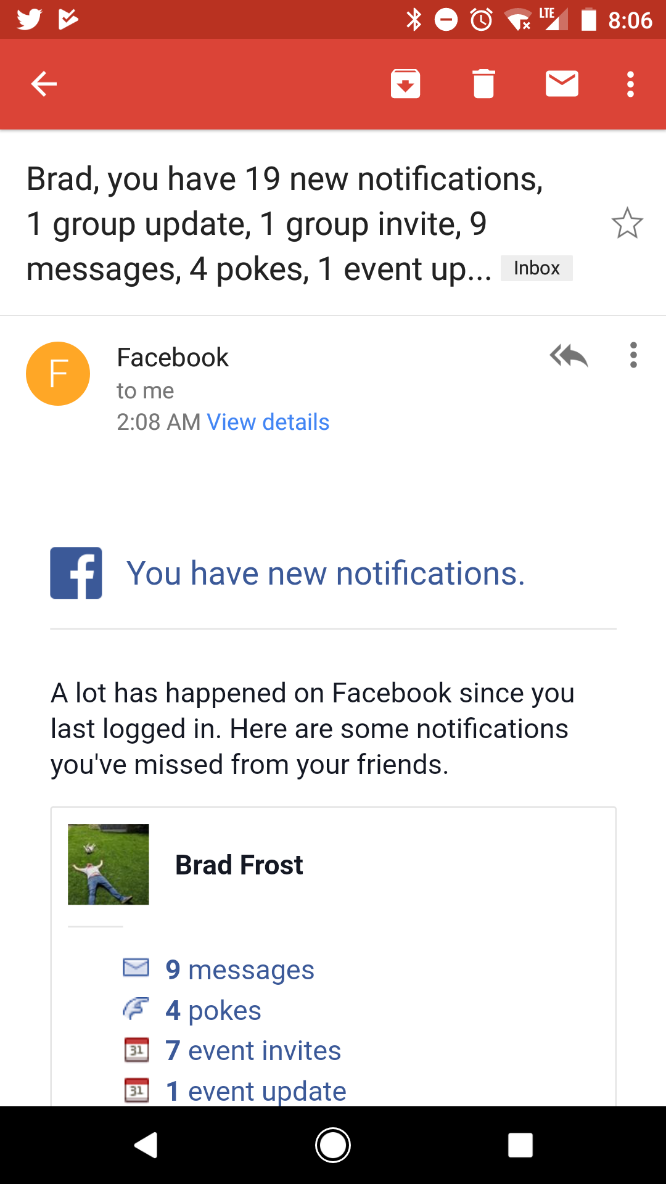 LTE 8:06
Brad, you have 19 new notifications,
1 group update, 1 group invite, 9
messages, 4 pokes, 1 event up... Inbox
F Facebook
to me
2:08 AM View details
f You have new notifications.
A lot has happened on Facebook since you
last logged in. Here are some notifications
you've missed from your friends.
Brad Frost
9 messages
4 pokes
31 7 event invites
31 1 event update